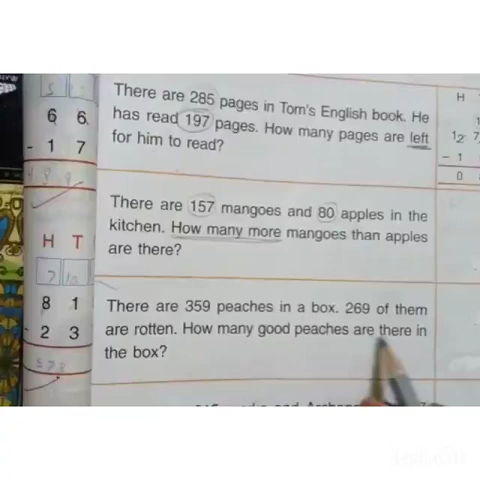 There are 285 pages in Tom's English book. He
has read 197 pages. How many pages are left
for him to read?
There are 157 mangoes and 80 apples in the
kitchen. How many more mangoes than apples
are there?
There are 359 peaches in a box. 269 of them
are rotten. How many good peaches are there in
the box?
6 6
- 1 7
H T
8 1
- 2 3
H